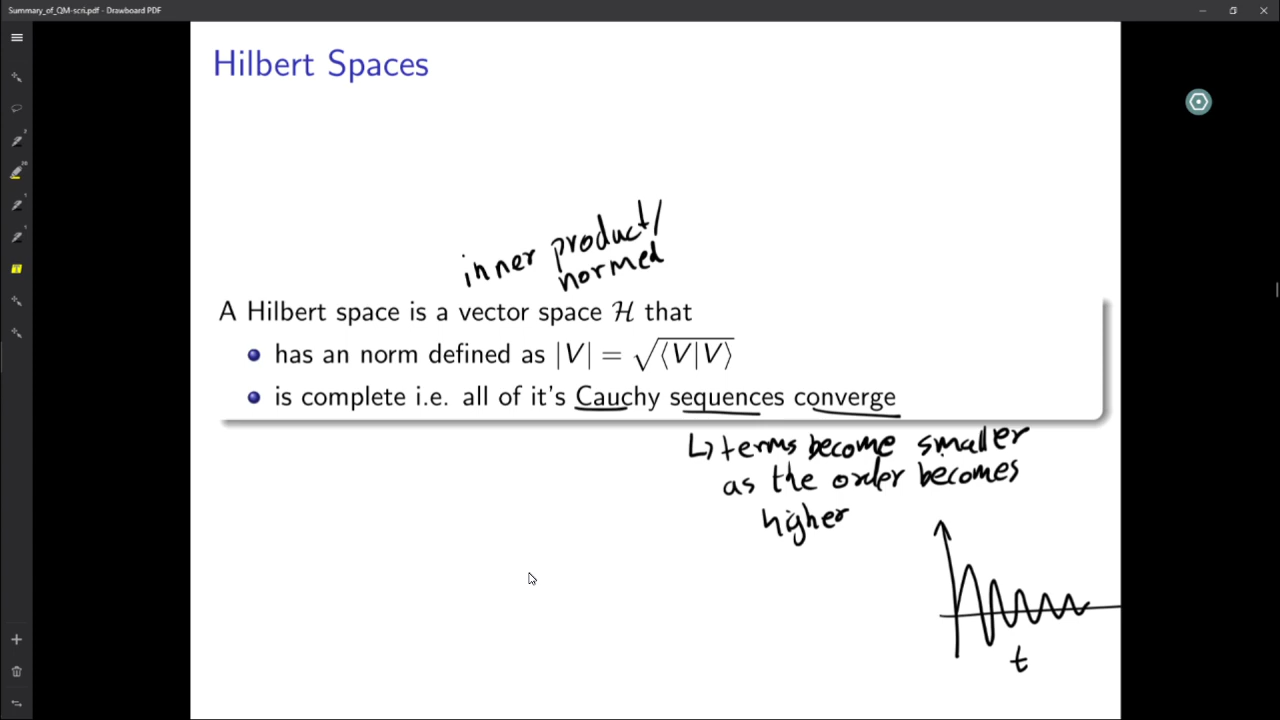 Summary_of_QM-scri.pdf - Drawboard PDF
Hilbert Spaces
inner product/
normed
A Hilbert space is a vector space ℋ that
has an norm defined as |V| = √⟨V|V⟩
is complete i.e. all of it's Cauchy sequences converge
↳ terms become smaller
as the order becomes
higher
t